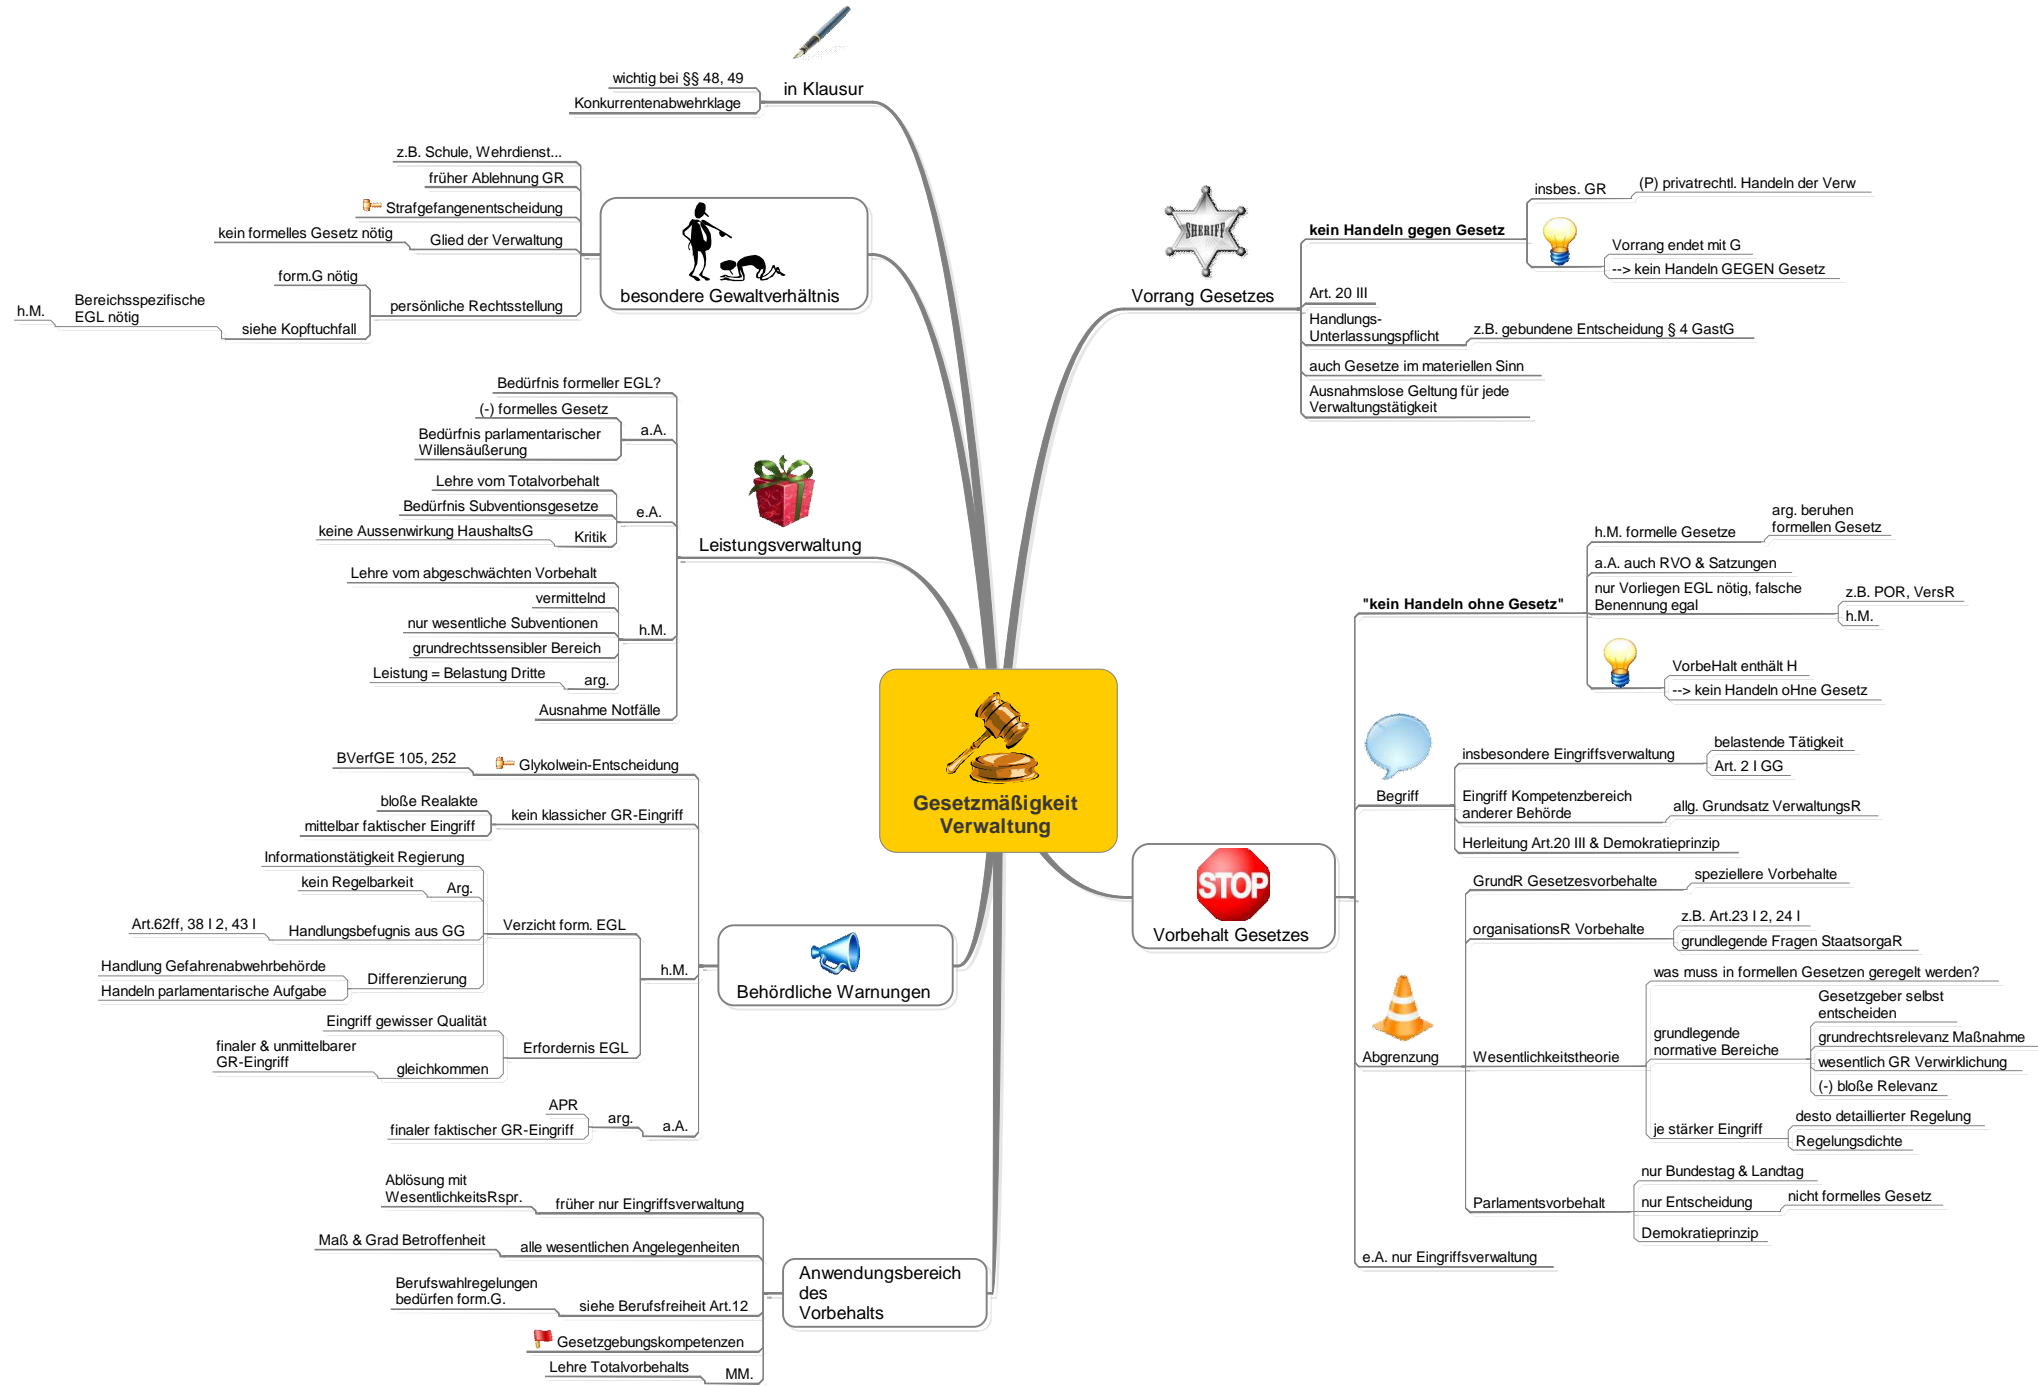 Gesetzmäßigkeit
Verwaltung
in Klausur
wichtig bei §§ 48, 49
Konkurrentenabwehrklage
besondere Gewaltverhältnis
z.B. Schule, Wehrdienst...
früher Ablehnung GR
Strafgefangenentscheidung
Glied der Verwaltung
kein formelles Gesetz nötig
persönliche Rechtsstellung
form.G nötig
siehe Kopftuchfall
Bereichsspezifische
EGL nötig
h.M.
Leistungsverwaltung
Bedürfnis formeller EGL?
a.A.
(-) formelles Gesetz
Bedürfnis parlamentarischer
Willensäußerung
e.A.
Lehre vom Totalvorbehalt
Bedürfnis Subventionsgesetze
Kritik
keine Aussenwirkung HaushaltsG
h.M.
Lehre vom abgeschwächten Vorbehalt
vermittelnd
nur wesentliche Subventionen
grundrechtssensibler Bereich
arg.
Leistung = Belastung Dritte
Ausnahme Notfälle
Behördliche Warnungen
Glykolwein-Entscheidung
BVerfGE 105, 252
kein klassicher GR-Eingriff
bloße Realakte
mittelbar faktischer Eingriff
h.M.
Verzicht form. EGL
Informationstätigkeit Regierung
Arg.
kein Regelbarkeit
Handlungsbefugnis aus GG
Art.62ff, 38 I 2, 43 I
Differenzierung
Handlung Gefahrenabwehrbehörde
Handeln parlamentarische Aufgabe
Erfordernis EGL
Eingriff gewisser Qualität
gleichkommen
finaler & unmittelbarer
GR-Eingriff
a.A.
arg.
APR
finaler faktischer GR-Eingriff
Anwendungsbereich
des
Vorbehalts
früher nur Eingriffsverwaltung
Ablösung mit
WesentlichkeitsRspr.
alle wesentlichen Angelegenheiten
Maß & Grad Betroffenheit
siehe Berufsfreiheit Art.12
Berufswahlregelungen
bedürfen form.G.
Gesetzgebungskompetenzen
MM.
Lehre Totalvorbehalts
SHERIFF
Vorrang Gesetzes
kein Handeln gegen Gesetz
insbes. GR
(P) privatrechtl. Handeln der Verw
Vorrang endet mit G
--> kein Handeln GEGEN Gesetz
Art. 20 III
Handlungs-
Unterlassungspflicht
z.B. gebundene Entscheidung § 4 GastG
auch Gesetze im materiellen Sinn
Ausnahmslose Geltung für jede
Verwaltungstätigkeit
STOP
Vorbehalt Gesetzes
"kein Handeln ohne Gesetz"
h.M. formelle Gesetze
arg. beruhen
formellen Gesetz
a.A. auch RVO & Satzungen
nur Vorliegen EGL nötig, falsche
Benennung egal
z.B. POR, VersR
h.M.
VorbeHalt enthält H
--> kein Handeln oHne Gesetz
Begriff
insbesondere Eingriffsverwaltung
belastende Tätigkeit
Art. 2 I GG
Eingriff Kompetenzbereich
anderer Behörde
allg. Grundsatz VerwaltungsR
Herleitung Art.20 III & Demokratieprinzip
Abgrenzung
GrundR Gesetzesvorbehalte
speziellere Vorbehalte
organisationsR Vorbehalte
z.B. Art.23 I 2, 24 I
grundlegende Fragen StaatsorgaR
Wesentlichkeitstheorie
was muss in formellen Gesetzen geregelt werden?
grundlegende
normative Bereiche
Gesetzgeber selbst
entscheiden
grundrechtsrelevanz Maßnahme
wesentlich GR Verwirklichung
(-) bloße Relevanz
je stärker Eingriff
desto detaillierter Regelung
Regelungsdichte
Parlamentsvorbehalt
nur Bundestag & Landtag
nur Entscheidung
nicht formelles Gesetz
Demokratieprinzip
e.A. nur Eingriffsverwaltung